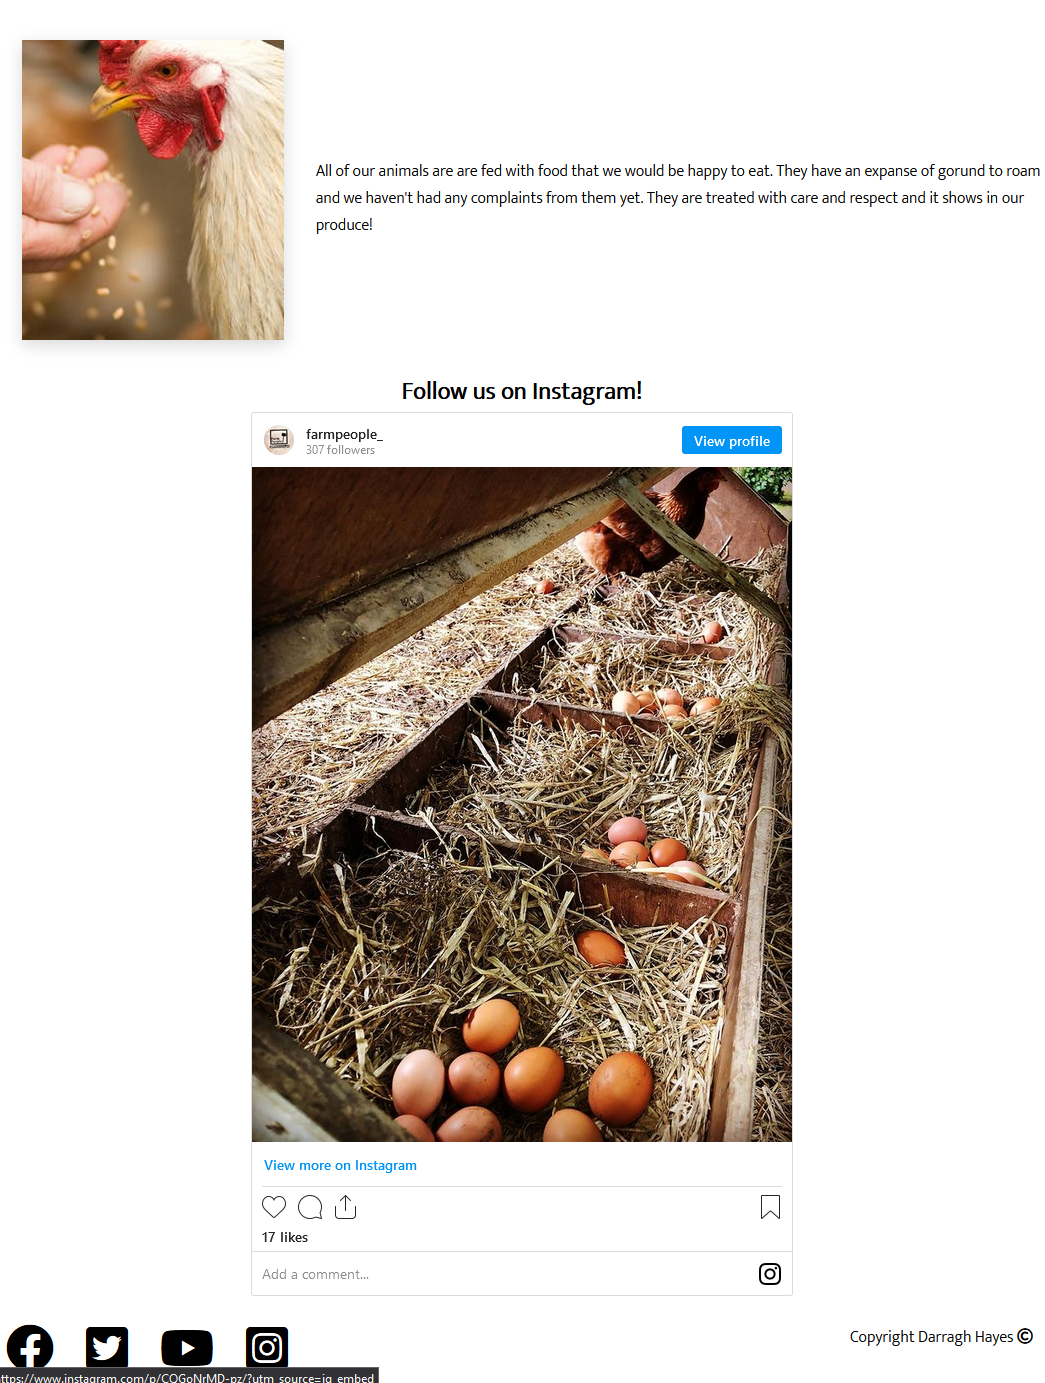 All of our animals are are fed with food that we would be happy to eat. They have an expanse of gorund to roam
and we haven't had any complaints from them yet. They are treated with care and respect and it shows in our
produce!
Follow us on Instagram!
farmpeople_
307 followers
View profile
View more on Instagram
17 likes
Add a comment...
Copyright Darragh Hayes ©
ttps://www.instagram.com/p/CQGoNrMD-pz/?utm_source=ig_embed